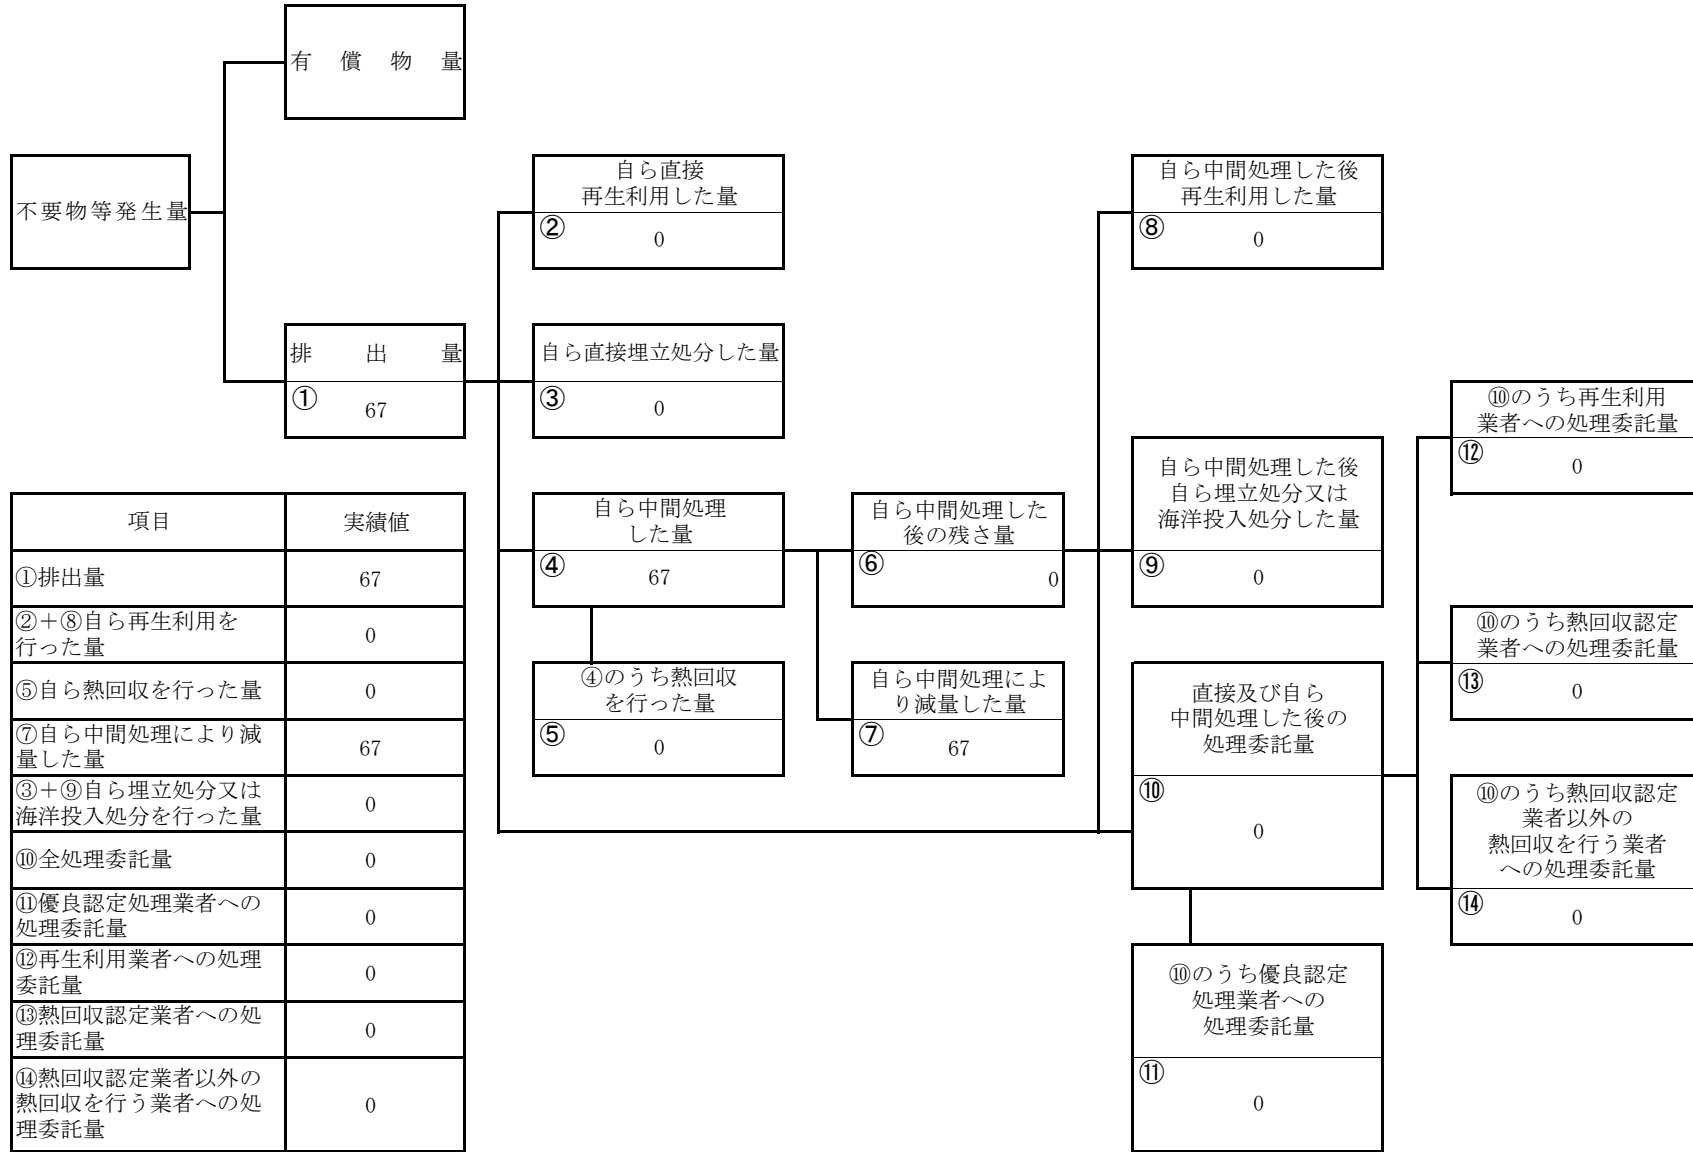 有償物量
不要物等発生量
排出量
①
67
自ら直接
再生利用した量
②
0
自ら直接埋立処分した量
③
0
自ら中間処理
した量
④
67
④のうち熱回収
を行った量
⑤
0
自ら中間処理した
後の残さ量
⑥
0
自ら中間処理によ
り減量した量
⑦
67
自ら中間処理した後
再生利用した量
⑧
0
自ら中間処理した後
自ら埋立処分又は
海洋投入処分した量
⑨
0
直接及び自ら
中間処理した後の
処理委託量
⑩
0
⑩のうち優良認定
処理業者への
処理委託量
⑪
0
⑩のうち再生利用
業者への処理委託量
⑫
0
⑩のうち熱回収認定
業者への処理委託量
⑬
0
⑩のうち熱回収認定
業者以外の
熱回収を行う業者
への処理委託量
⑭
0
項目 実績値
①排出量 67
②＋⑧自ら再生利用を
行った量 0
⑤自ら熱回収を行った量 0
⑦自ら中間処理により減
量した量 67
③＋⑨自ら埋立処分又は
海洋投入処分を行った量 0
⑩全処理委託量 0
⑪優良認定処理業者への
処理委託量 0
⑫再生利用業者への処理
委託量 0
⑬熱回収認定業者への処
理委託量 0
⑭熱回収認定業者以外の
熱回収を行う業者への処
理委託量 0